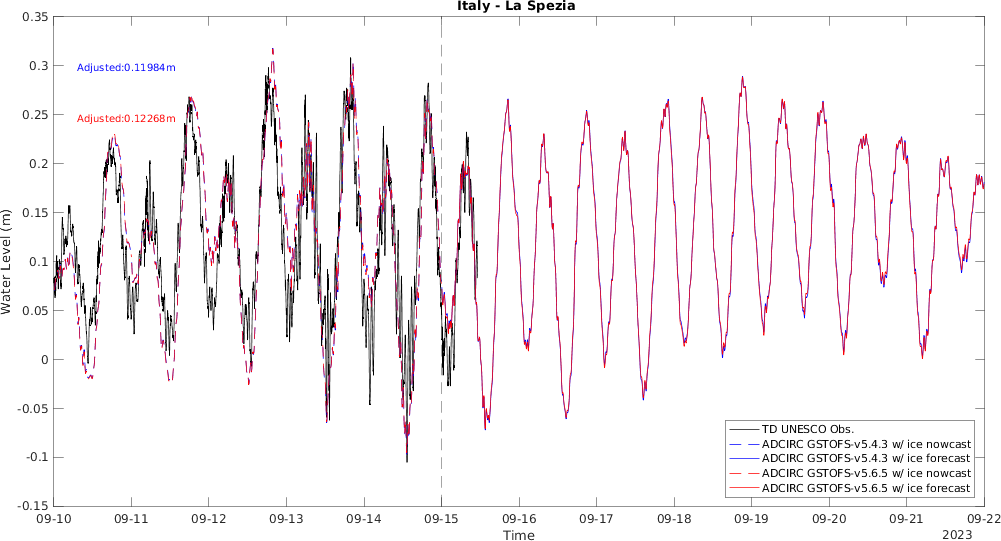 Italy - La Spezia
0.35
0.3
0.25
0.2
0.15
0.1
0.05
0
-0.05
-0.1
-0.15
Water Level (m)
Adjusted:0.11984m
Adjusted:0.12268m
TD UNESCO Obs.
ADCIRC GSTOFS-v5.4.3 w/ ice nowcast
ADCIRC GSTOFS-v5.4.3 w/ ice forecast
ADCIRC GSTOFS-v5.6.5 w/ ice nowcast
ADCIRC GSTOFS-v5.6.5 w/ ice forecast
09-10 09-11 09-12 09-13 09-14 09-15 09-16 09-17 09-18 09-19 09-20 09-21 09-22
Time
2023